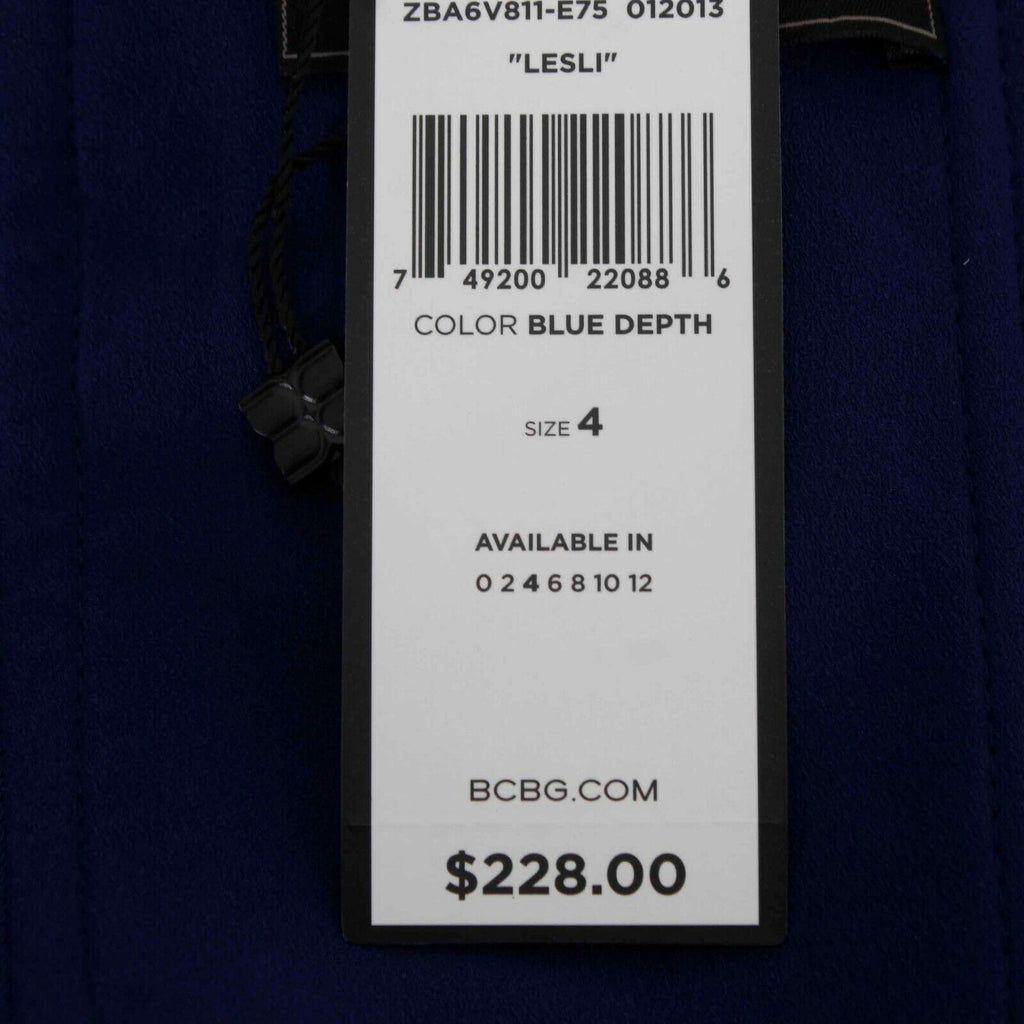 ZBA6V811-E75 012013
"LESLI"
7 49200 22088 6
COLOR BLUE DEPTH
SIZE 4
AVAILABLE IN
0 2 4 6 8 10 12
BCBG.COM
$228.00